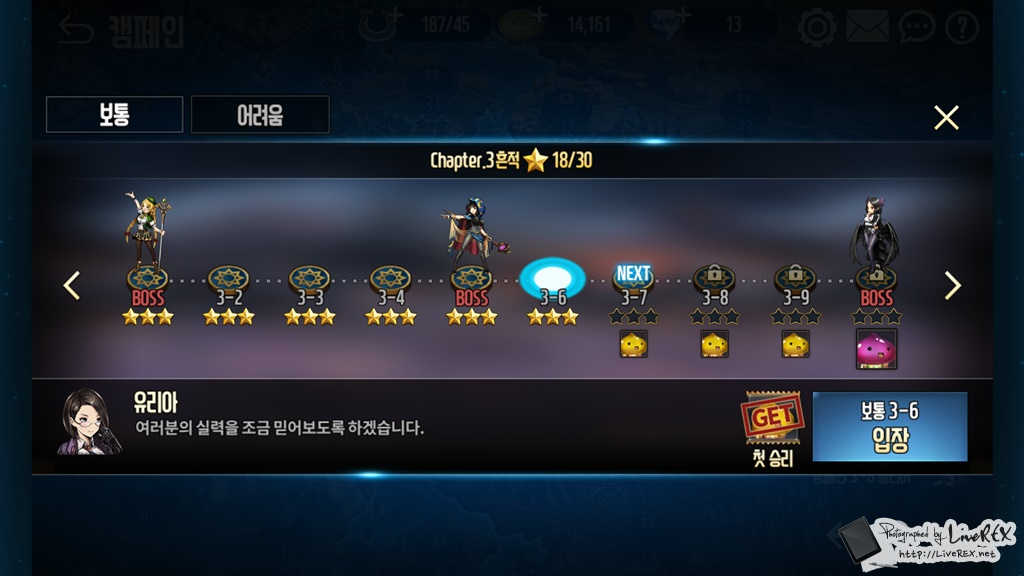 캠페인
187/45
14,161
13
보통
어려움
Chapter.3 흔적 18/30
BOSS
3-2
3-3
3-4
BOSS
3-6
NEXT
3-7
3-8
3-9
BOSS
유리아
여러분의 실력을 조금 믿어보도록 하겠습니다.
GET
첫 승리
보통 3-6
입장
Photographed by LiveREX
http://LiveREX.net